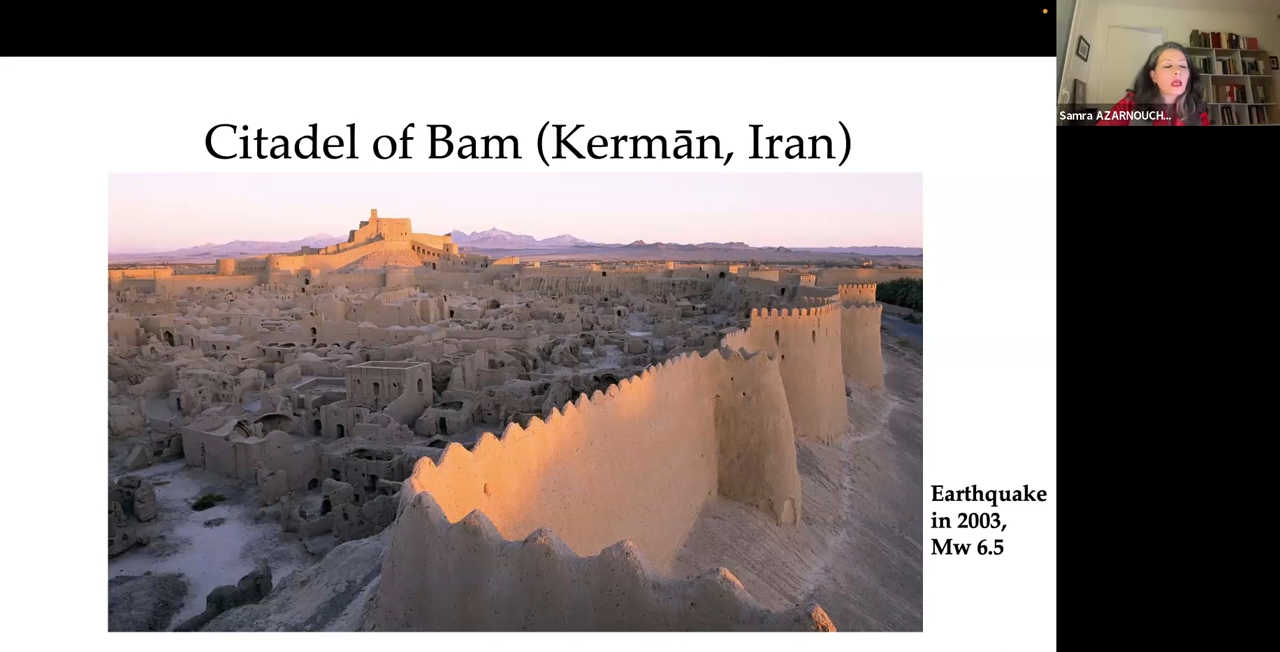 Citadel of Bam (Kermān, Iran)
Earthquake
in 2003,
Mw 6.5
Samra AZARNOUCH...